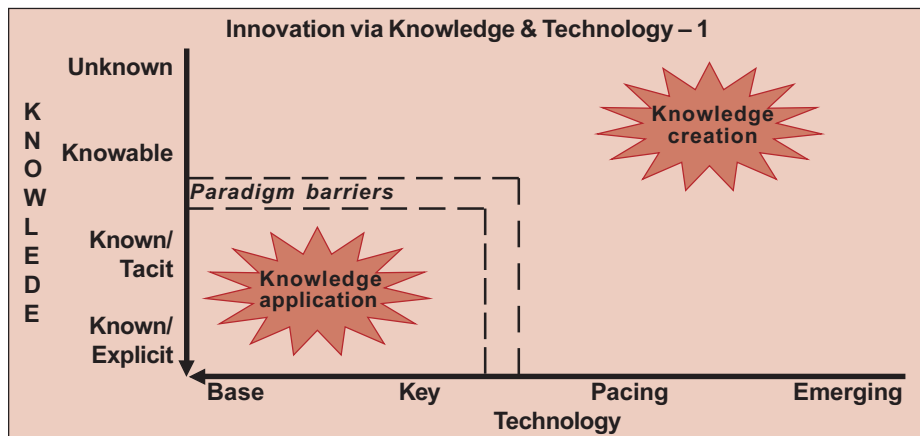 Innovation via Knowledge & Technology – 1
KNOWLEDE
Unknown
Knowable
Known/
Tacit
Known/
Explicit
Paradigm barriers
Knowledge
creation
Knowledge
application
Base Key Pacing Emerging
Technology